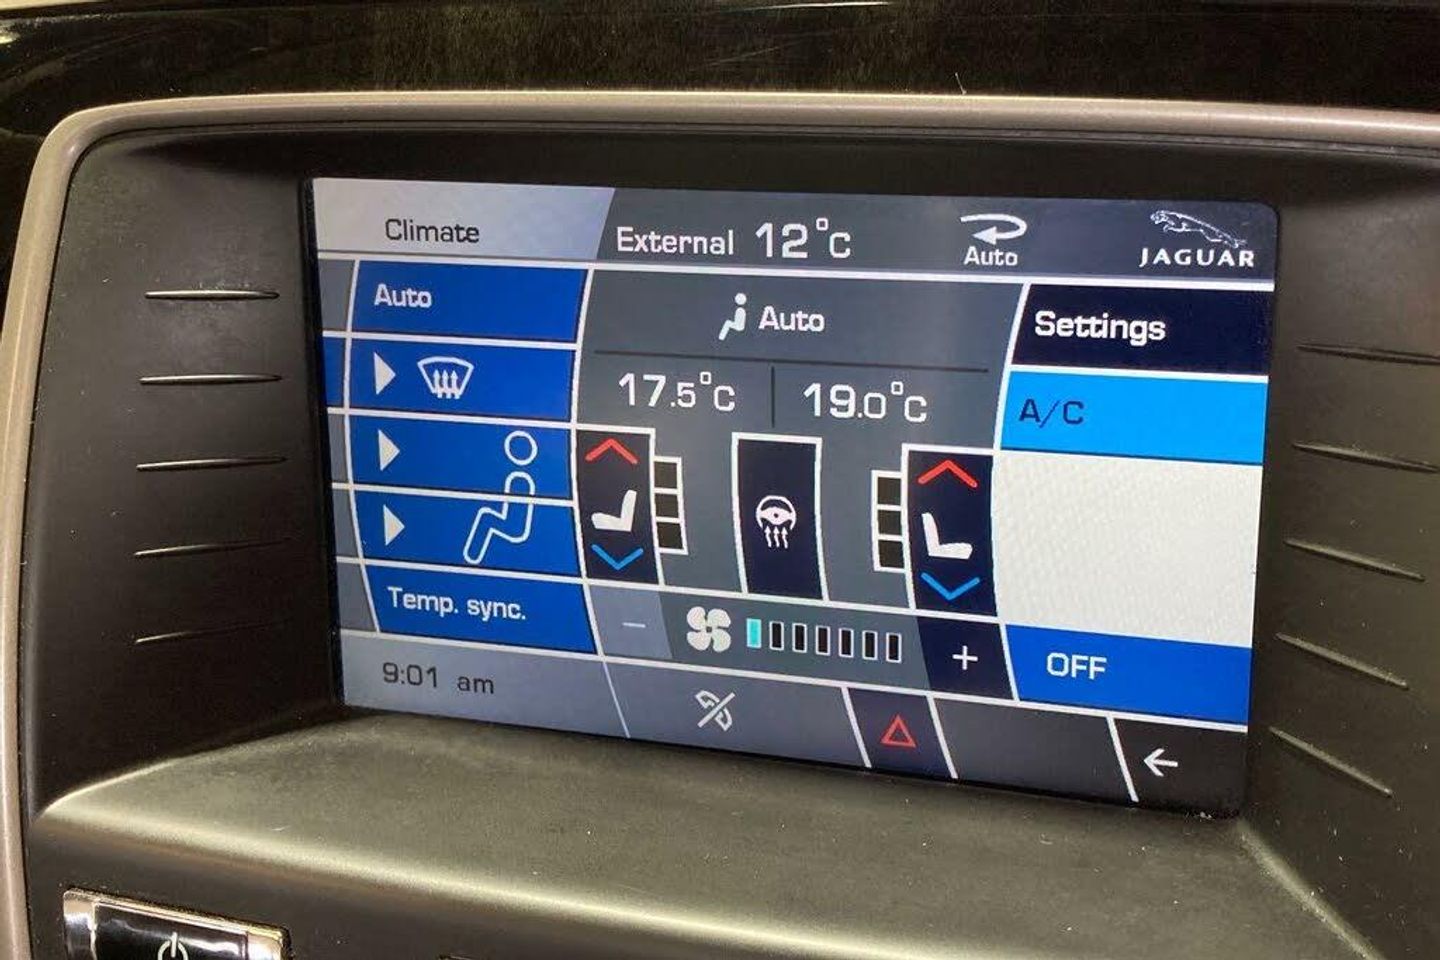 Climate
External 12°C
Auto
JAGUAR
Auto
Auto
Settings
17.5°C
19.0°C
A/C
Temp. sync.
−
+
OFF
9:01 am